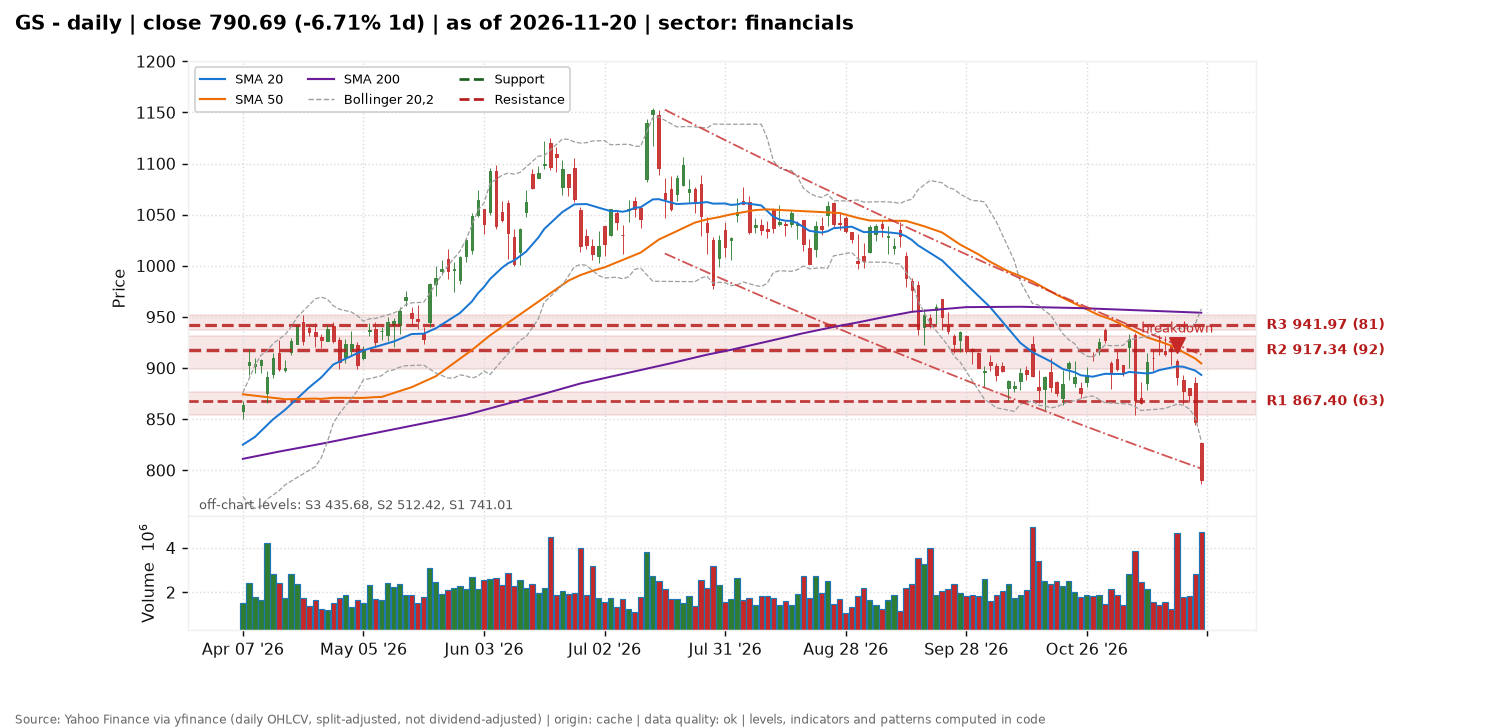 GS - daily | close 790.69 (-6.71% 1d) | as of 2026-11-20 | sector: financials
SMA 20
SMA 50
SMA 200
Bollinger 20,2
Support
Resistance
Price
1200
1150
1100
1050
1000
950
900
850
800
breakdown
R3 941.97 (81)
R2 917.34 (92)
R1 867.40 (63)
off-chart levels: S3 435.68, S2 512.42, S1 741.01
Volume 10⁶
4
2
Apr 07 '26
May 05 '26
Jun 03 '26
Jul 02 '26
Jul 31 '26
Aug 28 '26
Sep 28 '26
Oct 26 '26
Source: Yahoo Finance via yfinance (daily OHLCV, split-adjusted, not dividend-adjusted) | origin: cache | data quality: ok | levels, indicators and patterns computed in code